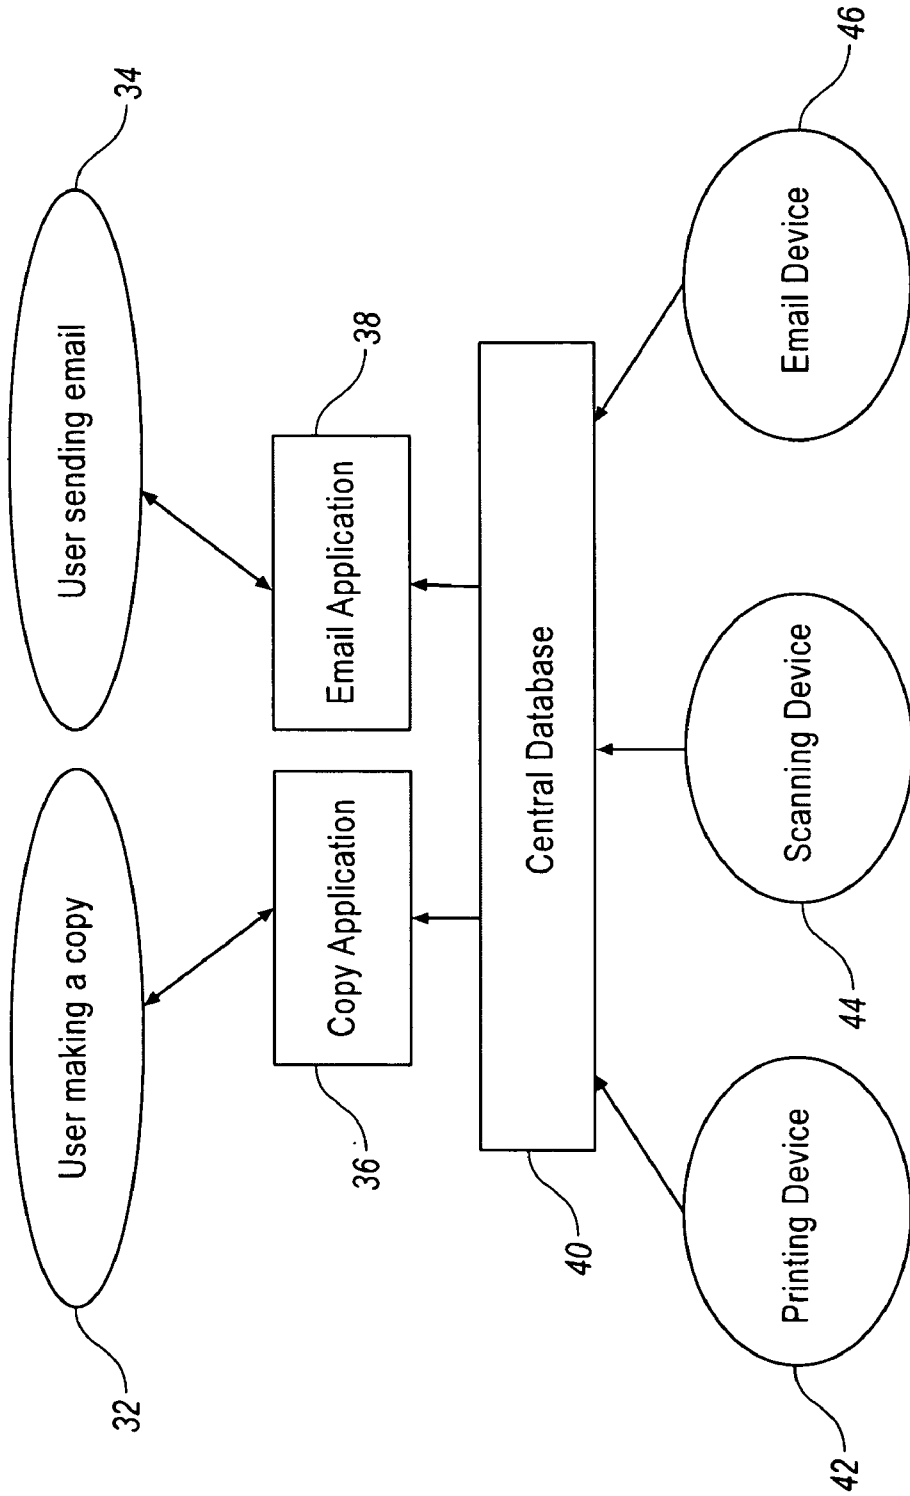 32
User making a copy
User sending email
34
36
Copy Application
Email Application
38
40
Central Database
42
Printing Device
44
Scanning Device
Email Device
46